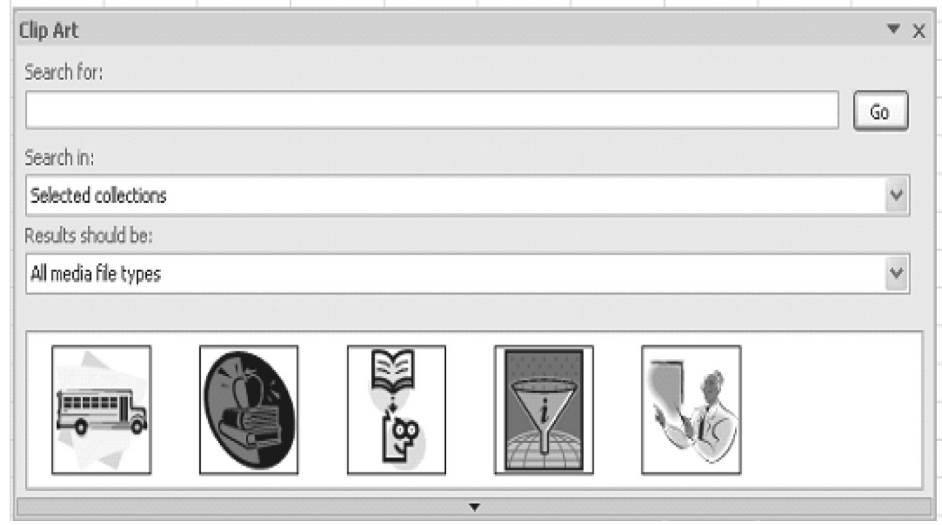 Clip Art
Search for:
Go
Search in:
Selected collections
Results should be:
All media file types
i